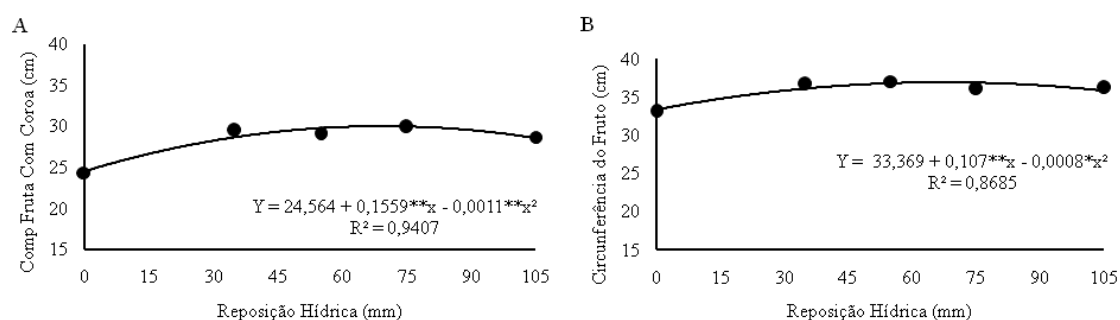 A
Comp Fruta Com Coroa (cm)
40
35
30
25
20
15
Y = 24,564 + 0,1559**x - 0,0011**x²
R² = 0,9407
0 15 30 45 60 75 90 105
Reposição Hídrica (mm)
B
Circunferência do Fruto (cm)
40
35
30
25
20
15
Y = 33,369 + 0,107**x - 0,0008*x²
R² = 0,8685
0 15 30 45 60 75 90 105
Reposição Hídrica (mm)